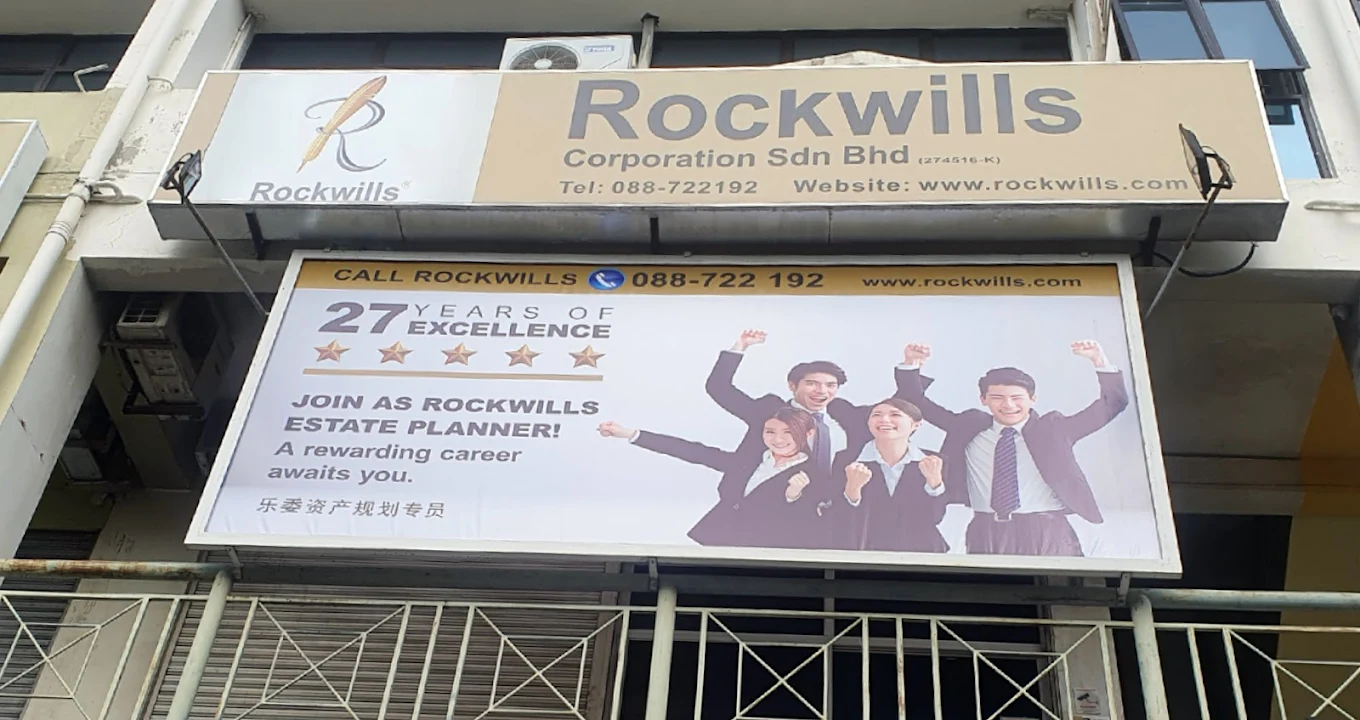 Rockwills®
Rockwills
Corporation Sdn Bhd (274516-K)
Tel: 088-722192 Website: www.rockwills.com
CALL ROCKWILLS 088-722 192 www.rockwills.com
27 YEARS OF
EXCELLENCE
JOIN AS ROCKWILLS
ESTATE PLANNER!
A rewarding career
awaits you.
乐委资产规划专员